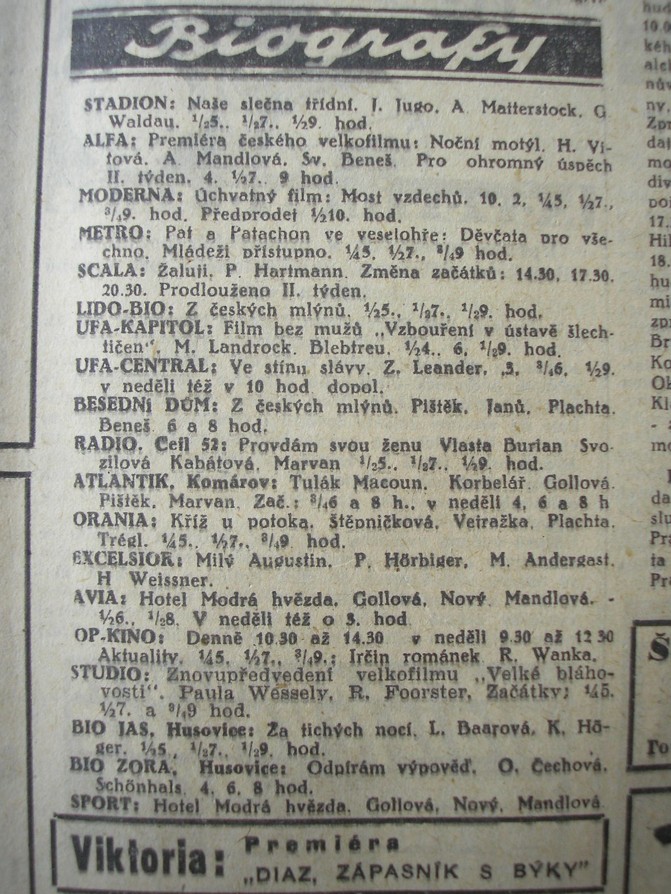 Biografy
STADION: Naše slečna třídní. J. Jugo, A. Matterstock, G.
Waldau. ½5., ½7., ½9. hod.
ALFA: Premiéra českého velkofilmu: Noční motýl. H. Ví-
tová, A. Mandlová, Sv. Beneš. Pro ohromný úspěch
II. týden. 4, ½7., 9 hod.
MODERNA: Úchvatný film: Most vzdechů. 10, 2, ¼5, ½7.,
¾9. hod. Předprodej ½10. hod.
METRO: Pat a Patachon ve veselohře: Děvčata pro vše-
chno. Mládeži přístupno. ¼5, ½7., ¾9 hod.
SCALA: Žaluji. P. Hartmann. Změna začátků: 14.30, 17.30,
20.30. Prodlouženo II. týden.
LIDO-BIO: Z českých mlýnů. ½5., ½7., ½9. hod.
UFA-KAPITOL: Film bez mužů „Vzbouření v ústavě šlech-
tičen“. M. Landrock, Blebtreu. ½4., 6, ½9. hod.
UFA-CENTRAL: Ve stínu slávy. Z. Leander, 3, ¾6, ½9.
v neděli též v 10 hod. dopol.
BESEDNÍ DŮM: Z českých mlýnů. Pištěk, Janů, Plachta,
Beneš. 6 a 8 hod.
RADIO, Cejl 52: Provdám svou ženu Vlasta Burian Svo-
zilová Kabátová, Marvan ½5., ½7., ½9. hod.
ATLANTIK, Komárov: Tulák Macoun. Korbelář, Gollová,
Pištěk, Marvan. Zač.: ¾6 a 8 h., v neděli 4, 6 a 8 h
ORANIA: Kříž u potoka. Štěpničková, Vejražka, Plachta,
Trégl. ¼5., ½7., ¾9 hod.
EXCELSIOR: Milý Augustin. P. Hörbiger, M. Andergast,
H Weissner.
AVIA: Hotel Modrá hvězda. Gollová, Nový, Mandlová. -
½6., ½8. V neděli též o 3. hod
OP-KINO: Denně 10.30 až 14.30 v neděli 9.30 až 12 30
Aktuality. ¼5, ½7., ¾9.: Irčin románek R. Wanka.
STUDIO: Znovupředvedení velkofilmu „Velké bláho-
vosti“. Paula Wessely, R. Foorster, Začátky: ¼5,
½7. a ¾9 hod.
BIO JAS, Husovice: Za tichých nocí. L. Baarová, K. Hö-
ger. ½5., ½7., ½9. hod.
BIO ZORA, Husovice: Odpírám výpověď. O. Čechová,
Schönhals. 4, 6, 8 hod.
SPORT: Hotel Modrá hvězda. Gollová, Nový, Mandlová
Viktoria: Premiéra
„DIAZ, ZÁPASNÍK S BÝKY“